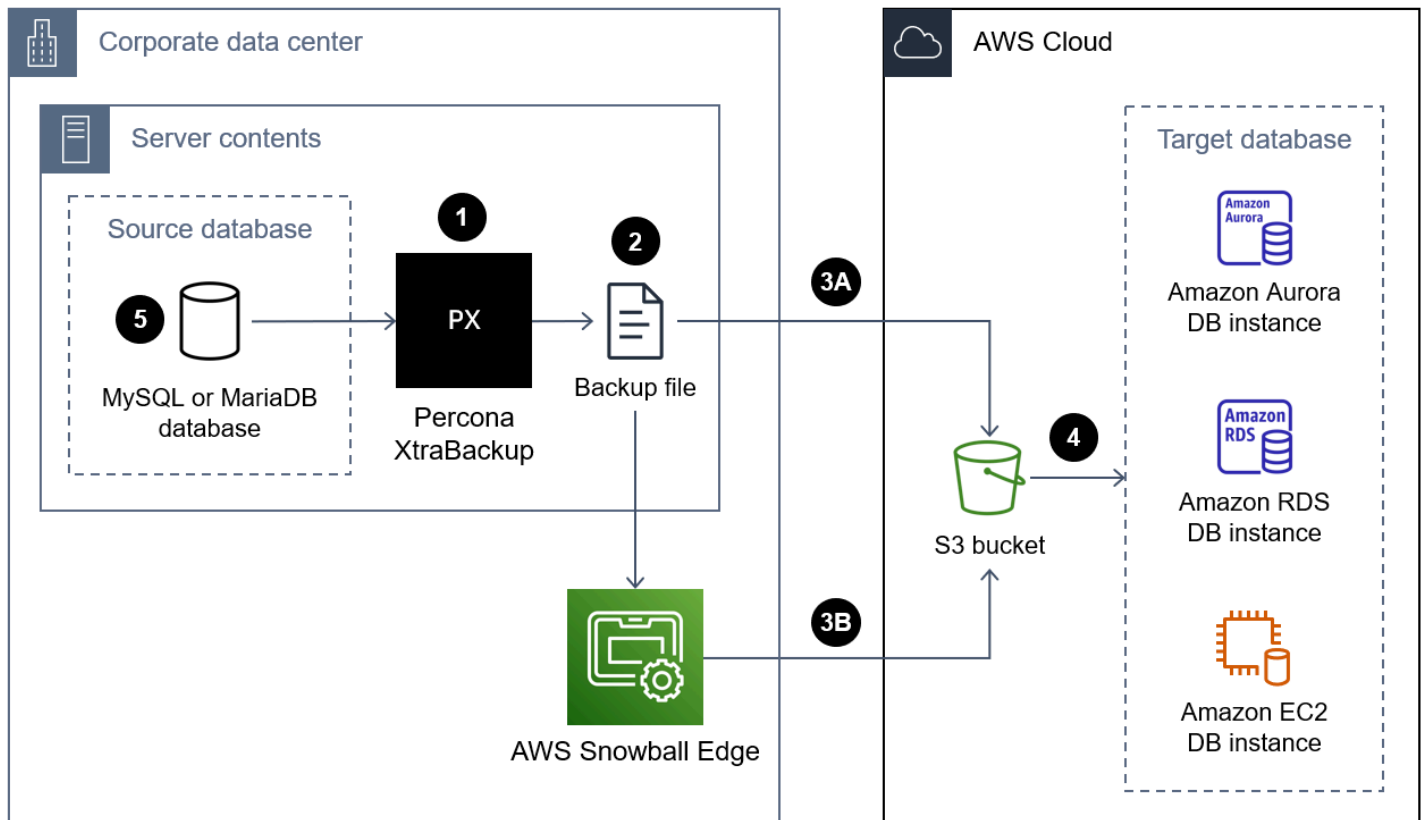 Corporate data center
AWS Cloud
Server contents
Target database
Source database
1
2
3A
Amazon
Aurora
Amazon Aurora
DB instance
5
PX
MySQL or MariaDB
database
Percona
XtraBackup
Backup file
4
Amazon
RDS
Amazon RDS
DB instance
S3 bucket
3B
AWS Snowball Edge
Amazon EC2
DB instance